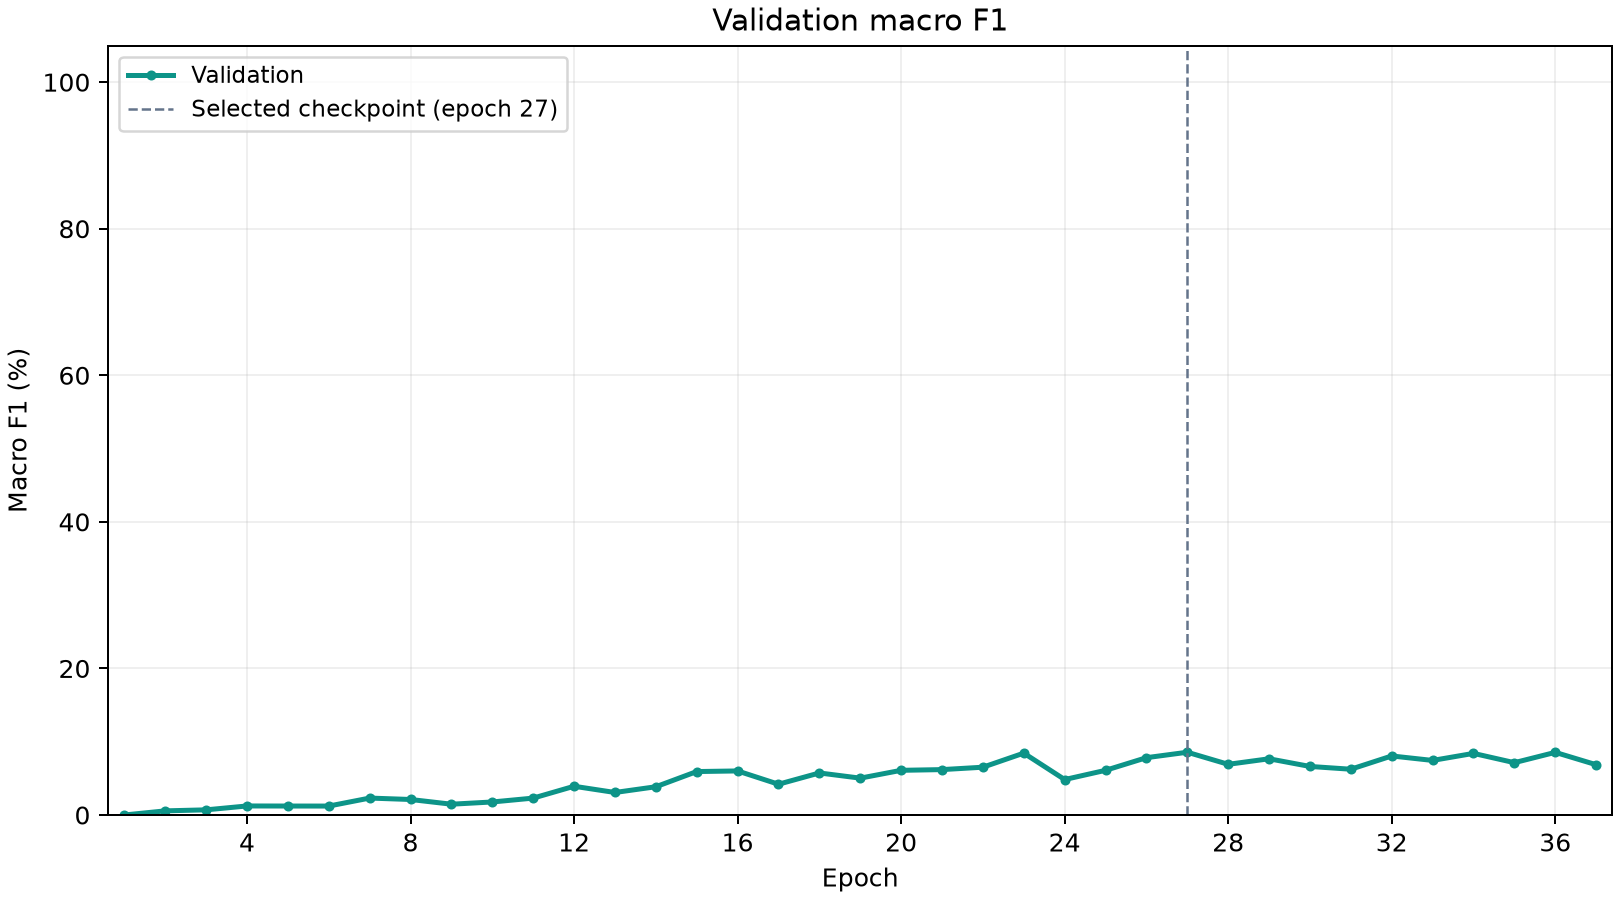 Validation macro F1
Validation
Selected checkpoint (epoch 27)
Macro F1 (%)
100
80
60
40
20
0
4 8 12 16 20 24 28 32 36
Epoch